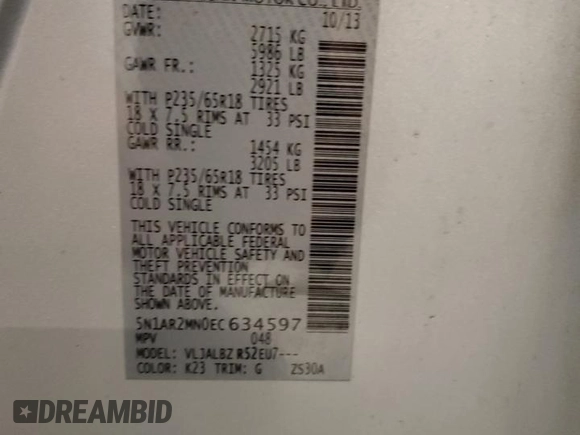 MOTOR CO., LTD.
DATE: 10/13
GVWR: 2715 KG
5986 LB
GAWR FR.: 1325 KG
2921 LB
WITH P235/65R18 TIRES
18 X 7.5 RIMS AT 33 PSI
COLD SINGLE
GAWR RR.: 1454 KG
3205 LB
WITH P235/65R18 TIRES
18 X 7.5 RIMS AT 33 PSI
COLD SINGLE
THIS VEHICLE CONFORMS TO
ALL APPLICABLE FEDERAL
MOTOR VEHICLE SAFETY AND
THEFT PREVENTION
STANDARDS IN EFFECT ON
THE DATE OF MANUFACTURE
SHOWN ABOVE.
5N1AR2MN0EC634597
MPV 048
MODEL: VLJALBZ R52EU7---
COLOR: K23 TRIM: G 2S30A
DREAMBID